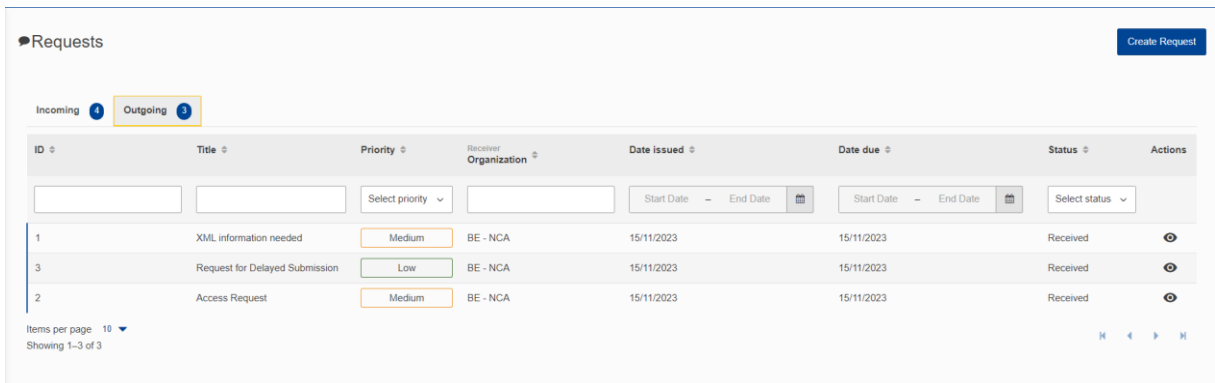 Requests
Create Request
Incoming 4 Outgoing 3
ID Title Priority Receiver Organization Date issued Date due Status Actions
Select priority Start Date – End Date Start Date – End Date Select status
1 XML information needed Medium BE - NCA 15/11/2023 15/11/2023 Received
3 Request for Delayed Submission Low BE - NCA 15/11/2023 15/11/2023 Received
2 Access Request Medium BE - NCA 15/11/2023 15/11/2023 Received
Items per page 10
Showing 1–3 of 3